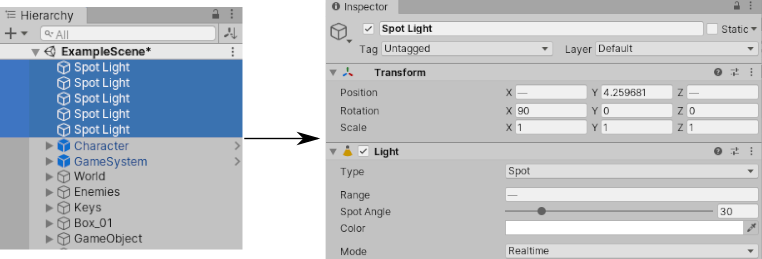 Hierarchy
All
ExampleScene*
Spot Light
Spot Light
Spot Light
Spot Light
Spot Light
Character
GameSystem
World
Enemies
Keys
Box_01
GameObject
Inspector
Spot Light Static
Tag Untagged Layer Default
Transform
Position X — Y 4.259681 Z —
Rotation X 90 Y 0 Z 0
Scale X 1 Y 1 Z 1
Light
Type Spot
Range —
Spot Angle 30
Color
Mode Realtime